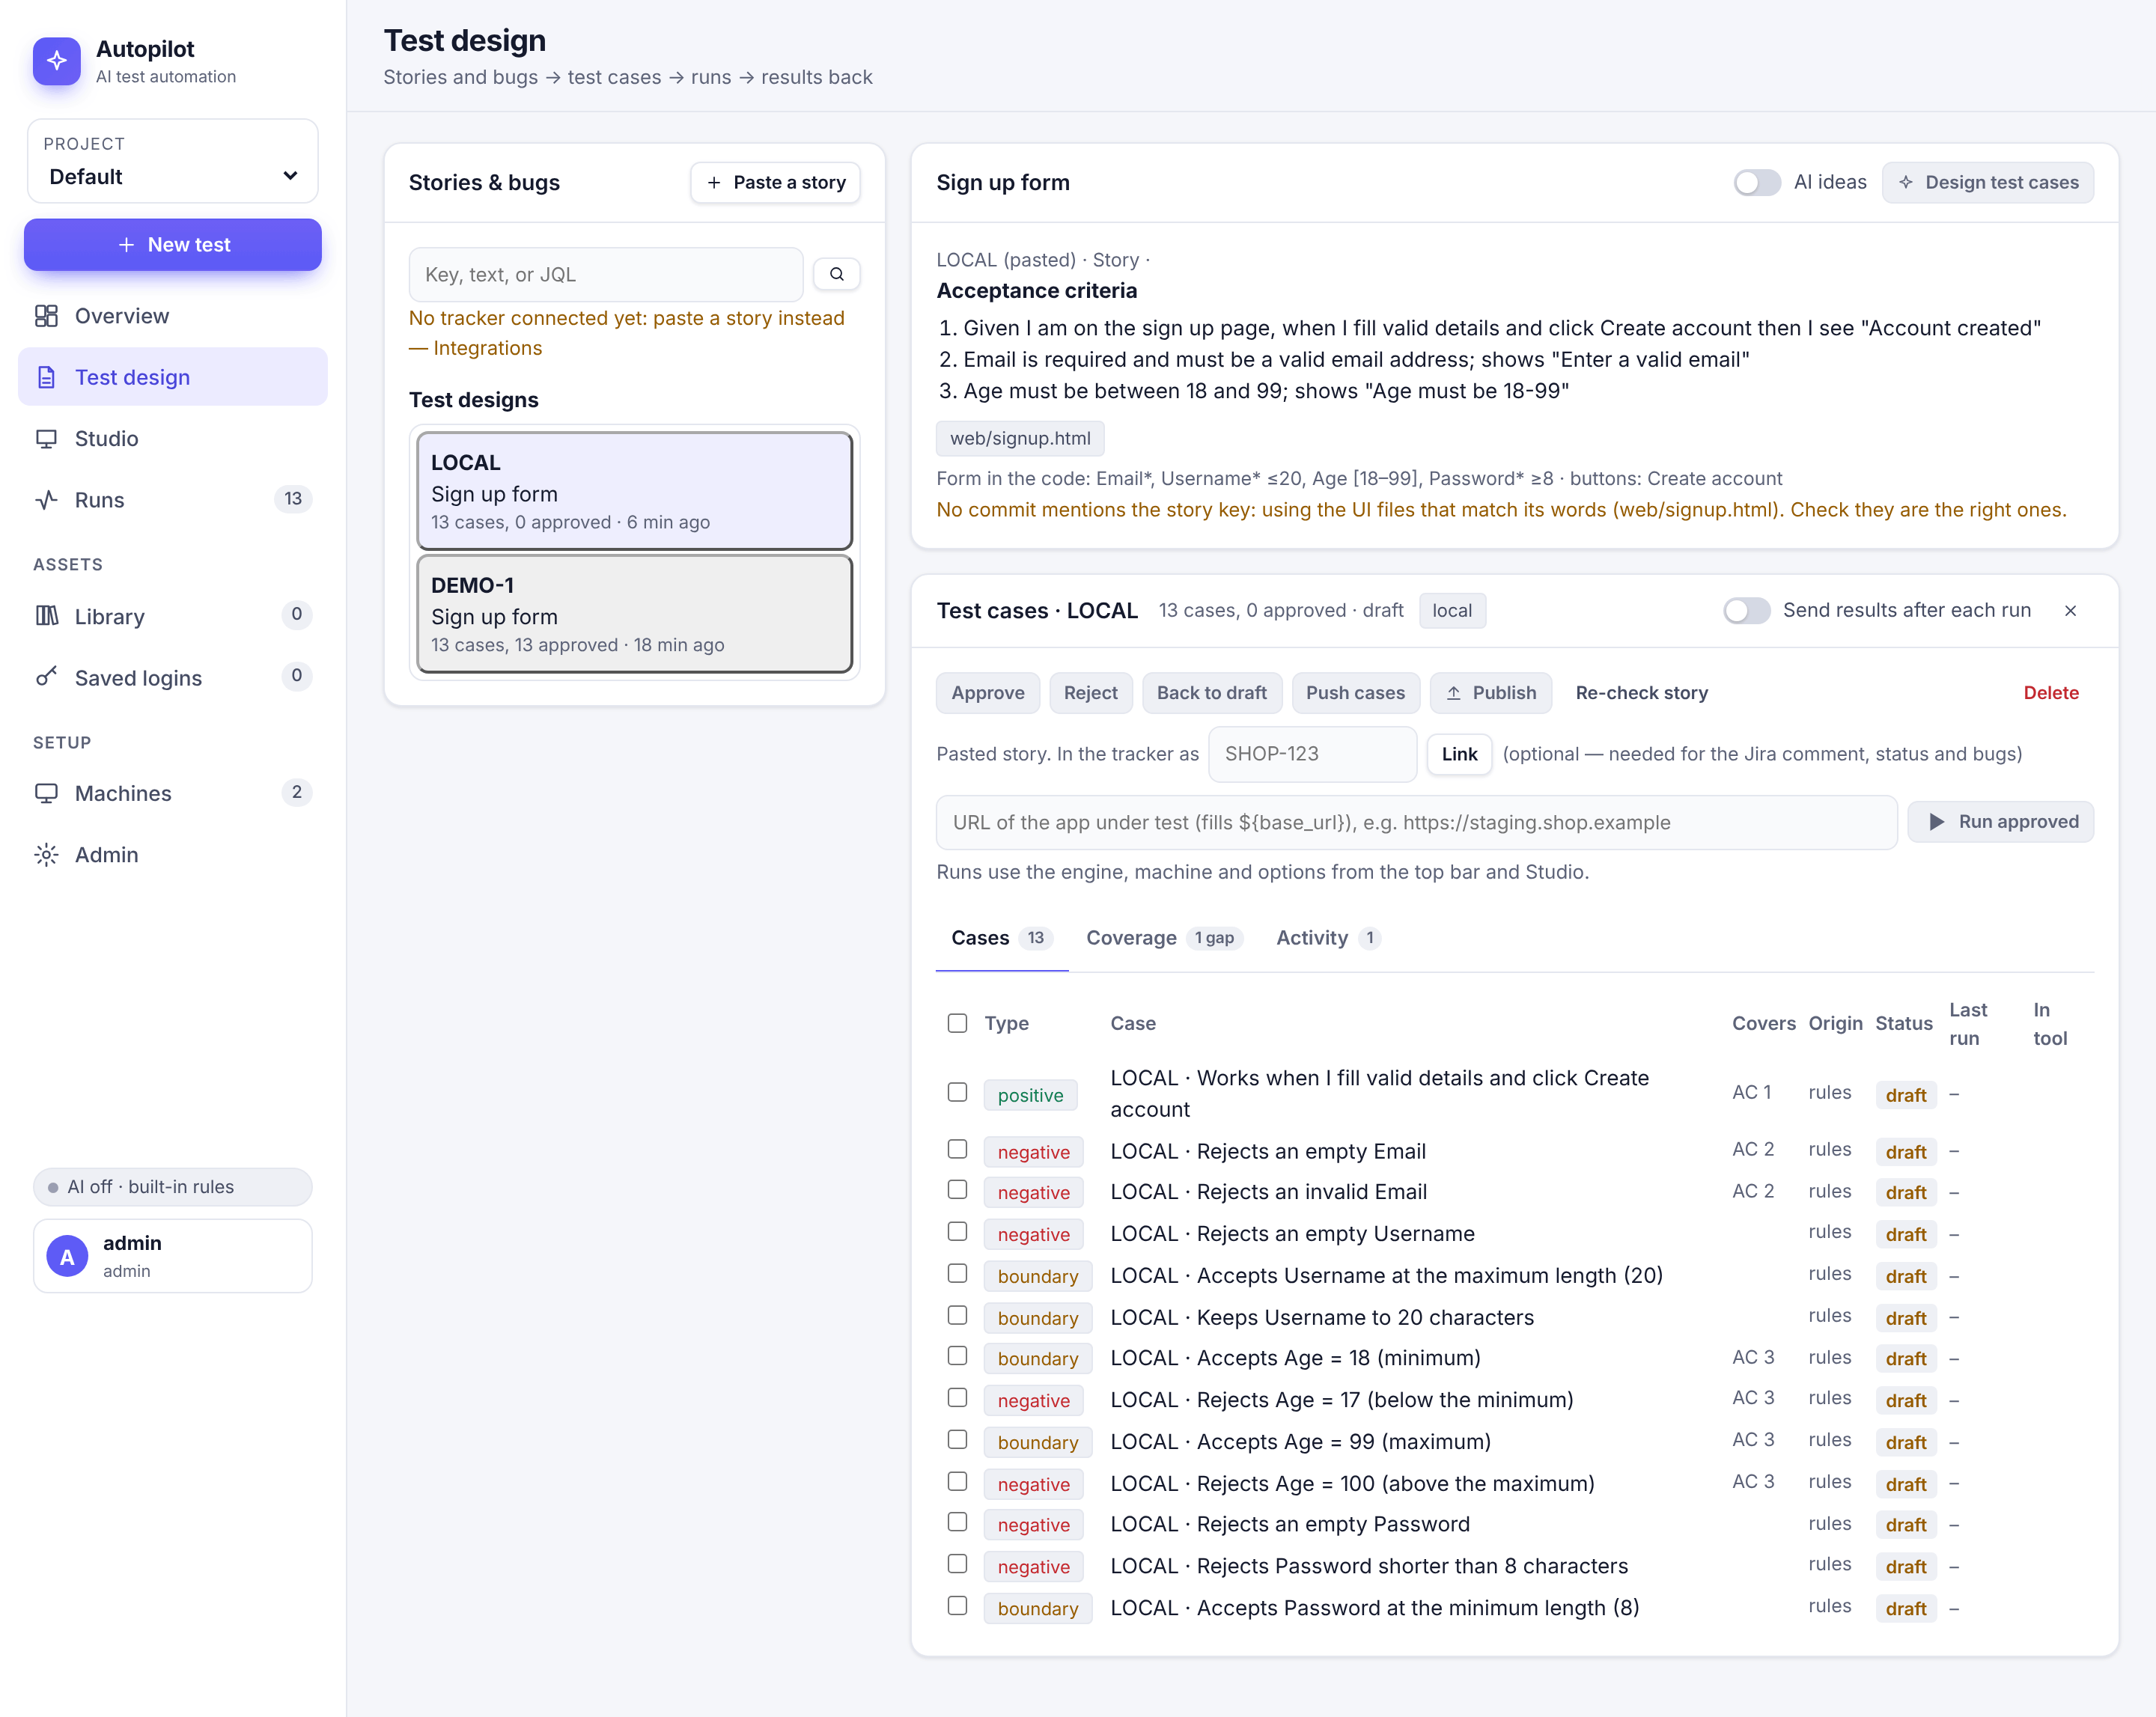 Autopilot
AI test automation
PROJECT
Default
+ New test
Overview
Test design
Studio
Runs 13
ASSETS
Library 0
Saved logins 0
SETUP
Machines 2
Admin
AI off · built-in rules
A
admin
admin
Test design
Stories and bugs → test cases → runs → results back
Stories & bugs
+ Paste a story
Key, text, or JQL
No tracker connected yet: paste a story instead
— Integrations
Test designs
LOCAL
Sign up form
13 cases, 0 approved · 6 min ago
DEMO-1
Sign up form
13 cases, 13 approved · 18 min ago
Sign up form
AI ideas
Design test cases
LOCAL (pasted) · Story ·
Acceptance criteria
1. Given I am on the sign up page, when I fill valid details and click Create account then I see "Account created"
2. Email is required and must be a valid email address; shows "Enter a valid email"
3. Age must be between 18 and 99; shows "Age must be 18-99"
web/signup.html
Form in the code: Email*, Username* ≤20, Age [18–99], Password* ≥8 · buttons: Create account
No commit mentions the story key: using the UI files that match its words (web/signup.html). Check they are the right ones.
Test cases · LOCAL 13 cases, 0 approved · draft local
Send results after each run ×
Approve Reject Back to draft Push cases Publish Re-check story Delete
Pasted story. In the tracker as SHOP-123 Link (optional — needed for the Jira comment, status and bugs)
URL of the app under test (fills ${base_url}), e.g. https://staging.shop.example Run approved
Runs use the engine, machine and options from the top bar and Studio.
Cases 13 Coverage 1 gap Activity 1
Type Case Covers Origin Status Last run In tool
positive LOCAL · Works when I fill valid details and click Create account AC 1 rules draft –
negative LOCAL · Rejects an empty Email AC 2 rules draft –
negative LOCAL · Rejects an invalid Email AC 2 rules draft –
negative LOCAL · Rejects an empty Username rules draft –
boundary LOCAL · Accepts Username at the maximum length (20) rules draft –
boundary LOCAL · Keeps Username to 20 characters rules draft –
boundary LOCAL · Accepts Age = 18 (minimum) AC 3 rules draft –
negative LOCAL · Rejects Age = 17 (below the minimum) AC 3 rules draft –
boundary LOCAL · Accepts Age = 99 (maximum) AC 3 rules draft –
negative LOCAL · Rejects Age = 100 (above the maximum) AC 3 rules draft –
negative LOCAL · Rejects an empty Password rules draft –
negative LOCAL · Rejects Password shorter than 8 characters rules draft –
boundary LOCAL · Accepts Password at the minimum length (8) rules draft –